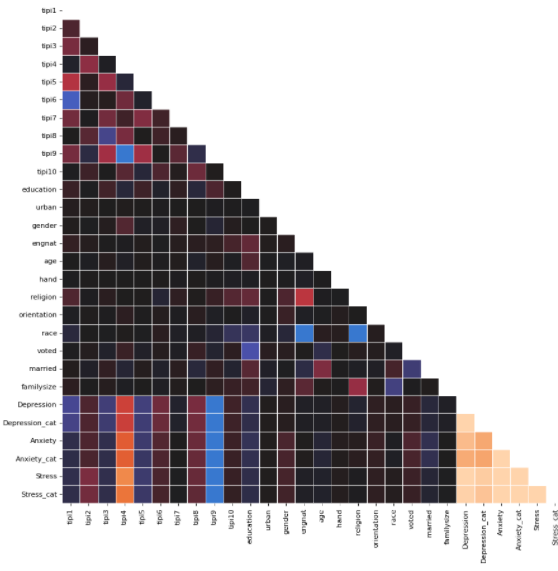 tipi1
tipi2
tipi3
tipi4
tipi5
tipi6
tipi7
tipi8
tipi9
tipi10
education
urban
gender
engnat
age
hand
religion
orientation
race
voted
married
familysize
Depression
Depression_cat
Anxiety
Anxiety_cat
Stress
Stress_cat
tipi1
tipi2
tipi3
tipi4
tipi5
tipi6
tipi7
tipi8
tipi9
tipi10
education
urban
gender
engnat
age
hand
religion
orientation
race
voted
married
familysize
Depression
Depression_cat
Anxiety
Anxiety_cat
Stress
Stress_cat